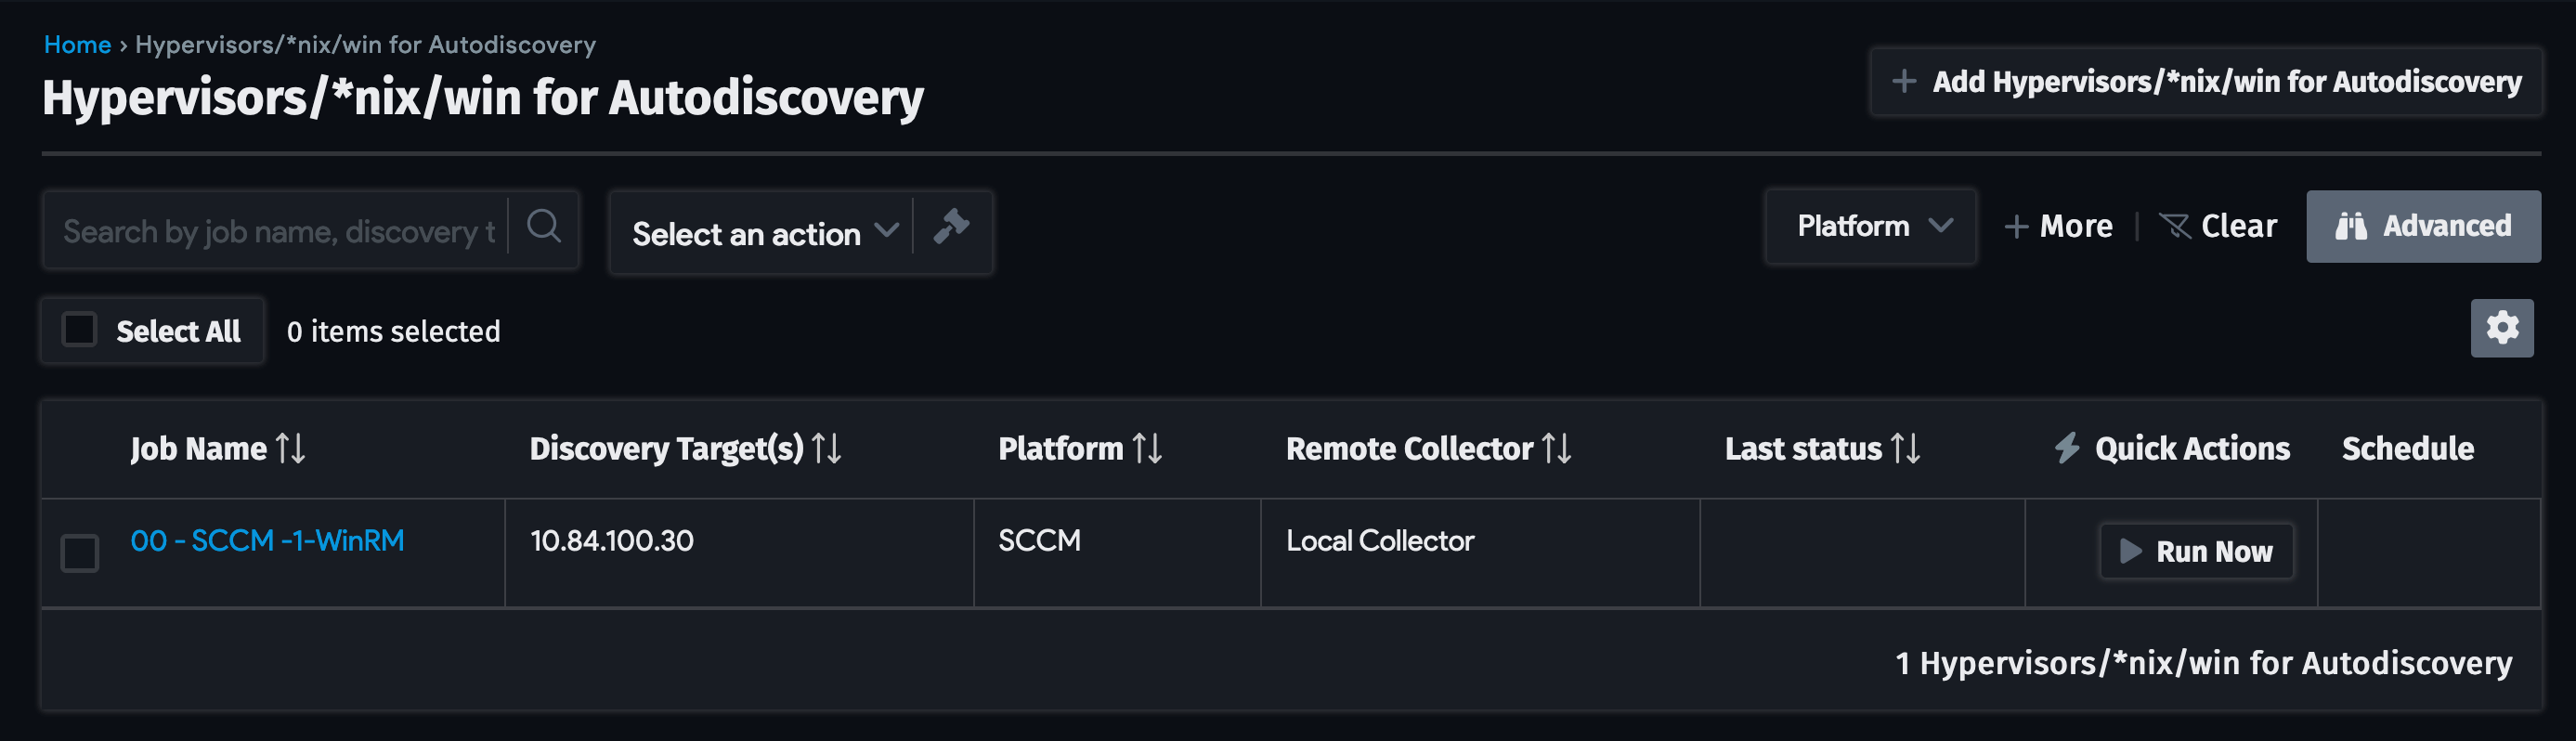 Home › Hypervisors/*nix/win for Autodiscovery
Hypervisors/*nix/win for Autodiscovery
+ Add Hypervisors/*nix/win for Autodiscovery
Search by job name, discovery t
Select an action
Platform
+ More | Clear
Advanced
Select All
0 items selected
Job Name Discovery Target(s) Platform Remote Collector Last status Quick Actions Schedule
00 - SCCM -1-WinRM 10.84.100.30 SCCM Local Collector Run Now
1 Hypervisors/*nix/win for Autodiscovery